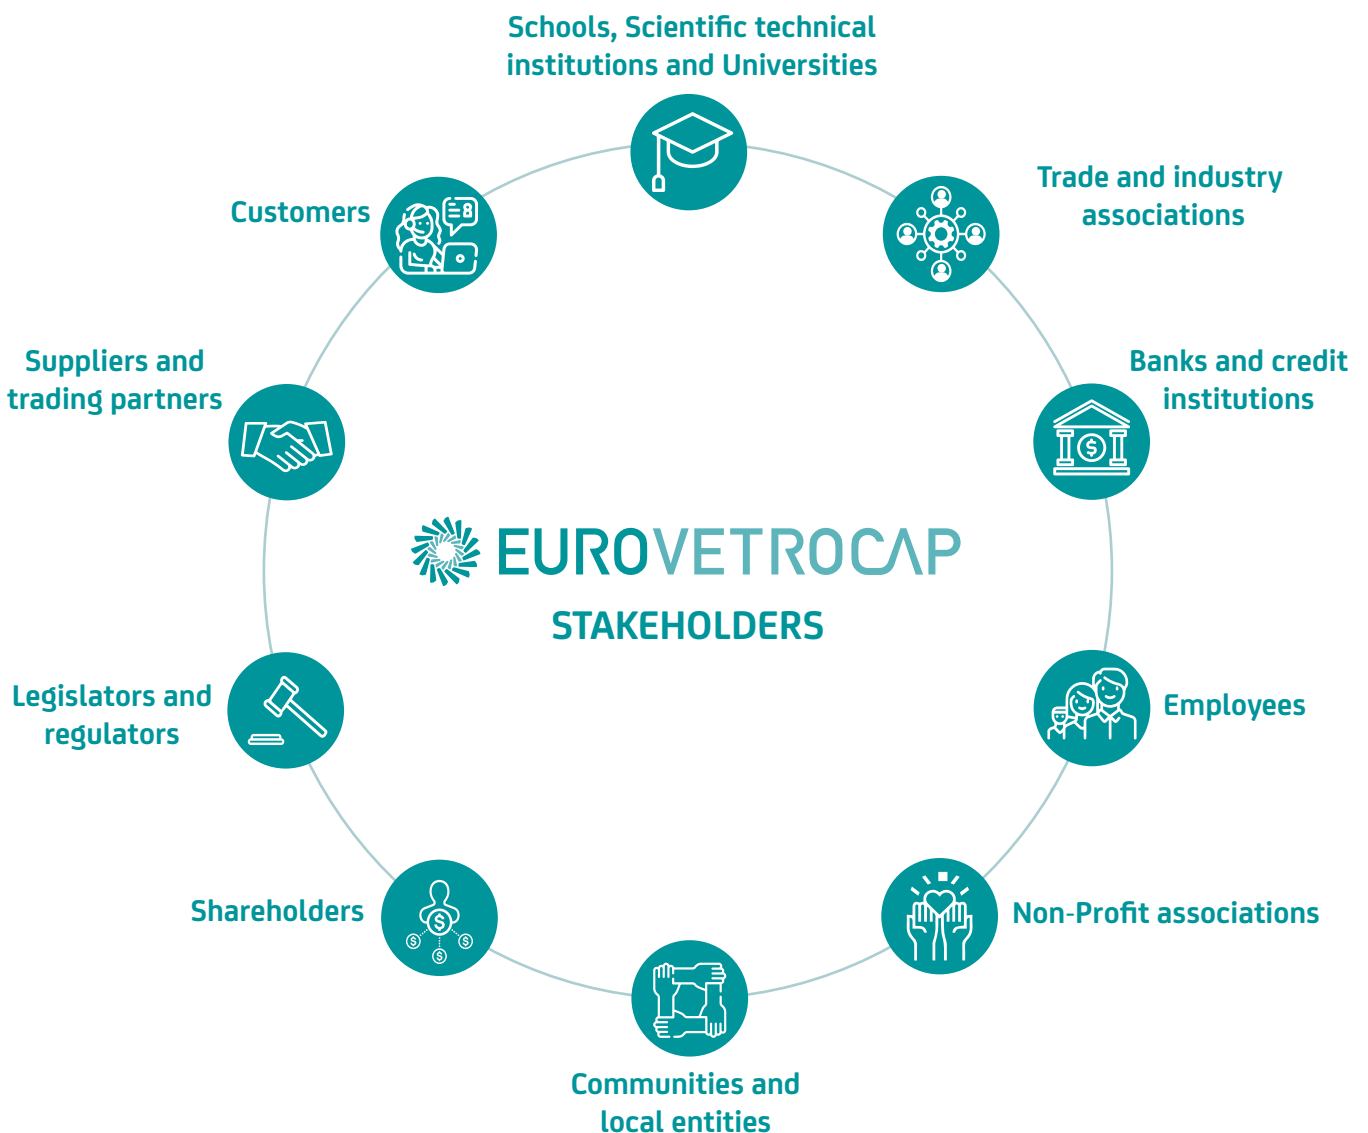 Schools, Scientific technical
institutions and Universities
Trade and industry
associations
Banks and credit
institutions
Employees
Non-Profit associations
Communities and
local entities
Shareholders
Legislators and
regulators
Suppliers and
trading partners
Customers
EUROVETROCAP
STAKEHOLDERS